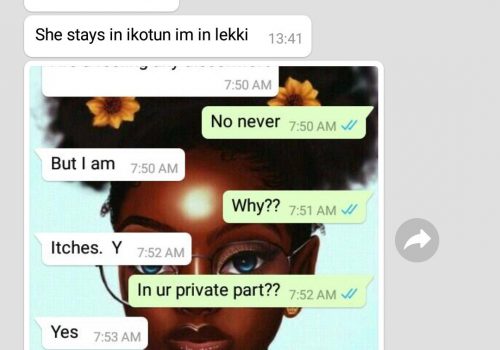 She stays in ikotun im in lekki 13:41
7:50 AM
No never 7:50 AM
But I am 7:50 AM
Why?? 7:51 AM
Itches. Y 7:52 AM
In ur private part?? 7:52 AM
Yes 7:53 AM